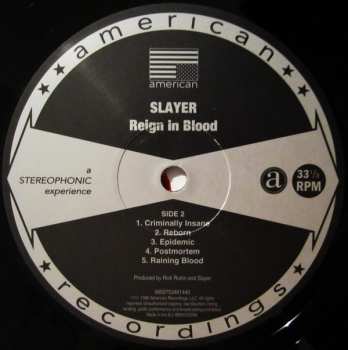 american
american
SLAYER
Reign in Blood
a
STEREOPHONIC
experience
a
33⅓
RPM
SIDE 2
1. Criminally Insane
2. Reborn
3. Epidemic
4. Postmortem
5. Raining Blood
Produced by Rick Rubin and Slayer
recordings